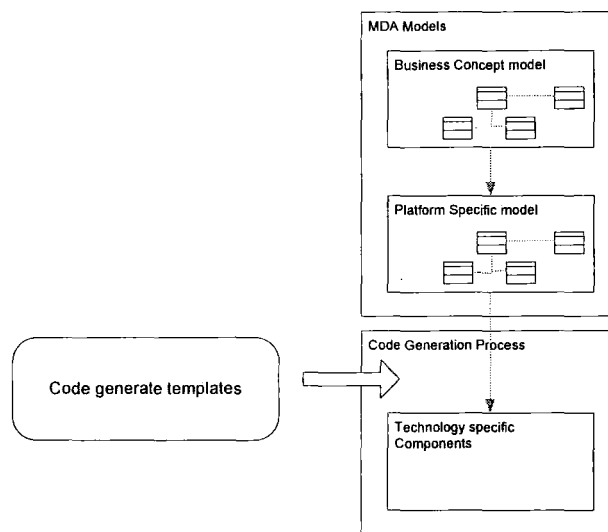 MDA Models
Business Concept model
Platform Specific model
Code Generation Process
Code generate templates
Technology specific
Components